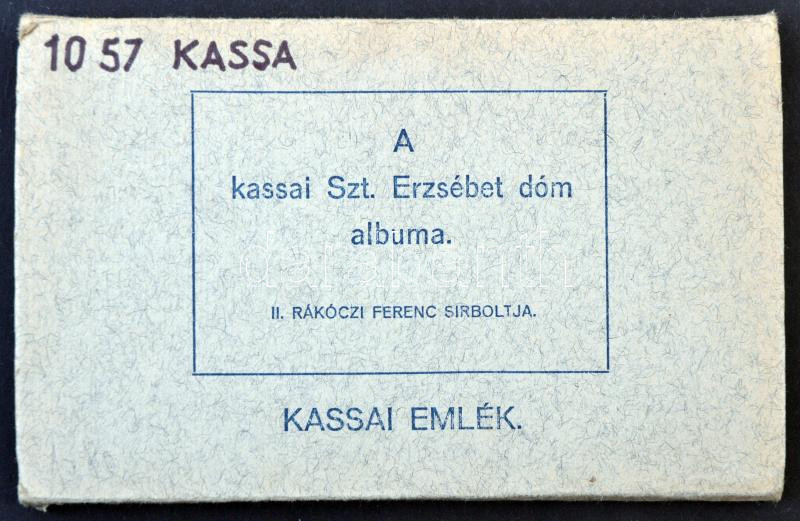 10 57 KASSA
A
kassai Szt. Erzsébet dóm
albuma.
II. RÁKÓCZI FERENC SIRBOLTJA.
KASSAI EMLÉK.